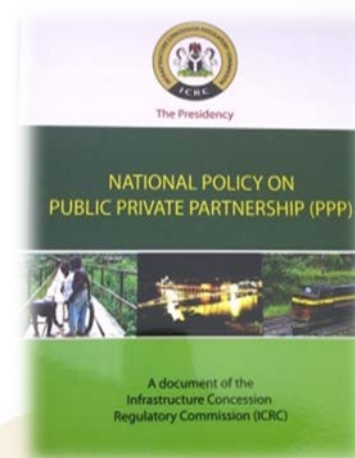 ICRC
The Presidency
NATIONAL POLICY ON
PUBLIC PRIVATE PARTNERSHIP (PPP)
A document of the
Infrastructure Concession
Regulatory Commission (ICRC)